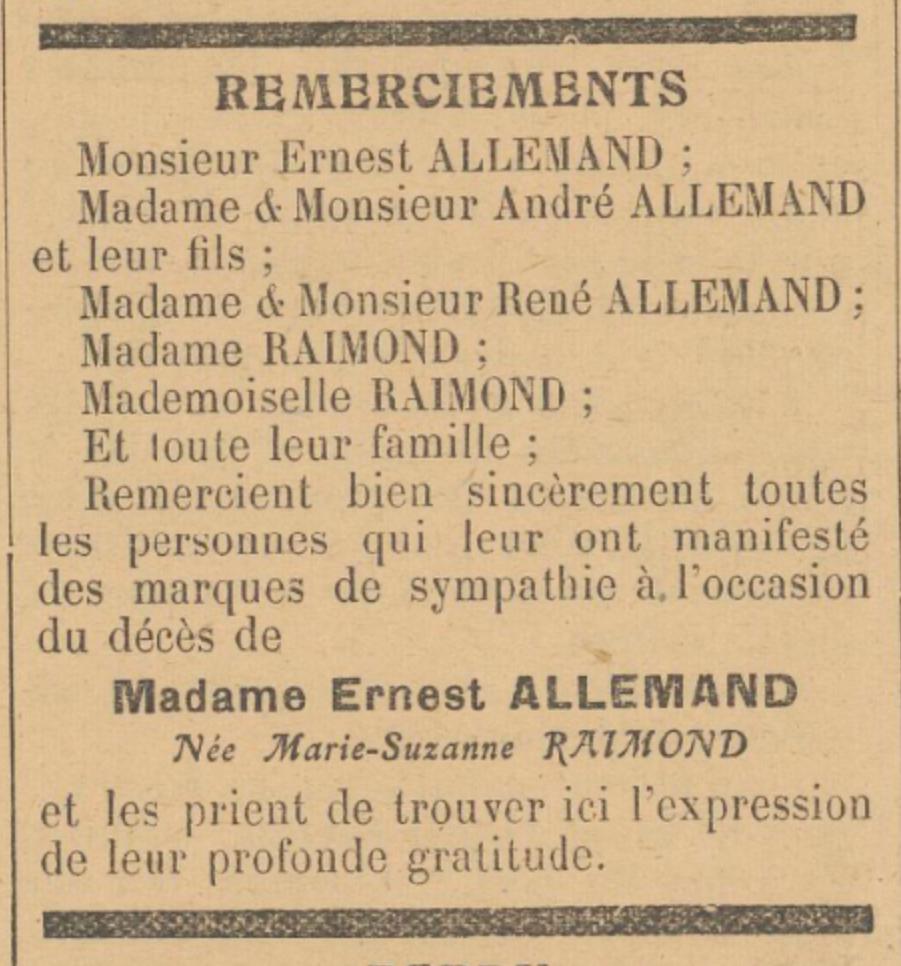 REMERCIEMENTS
Monsieur Ernest ALLEMAND ;
Madame & Monsieur André ALLEMAND
et leur fils ;
Madame & Monsieur René ALLEMAND ;
Madame RAIMOND ;
Mademoiselle RAIMOND ;
Et toute leur famille ;
Remercient bien sincèrement toutes
les personnes qui leur ont manifesté
des marques de sympathie à l'occasion
du décès de
Madame Ernest ALLEMAND
Née Marie-Suzanne RAIMOND
et les prient de trouver ici l'expression
de leur profonde gratitude.